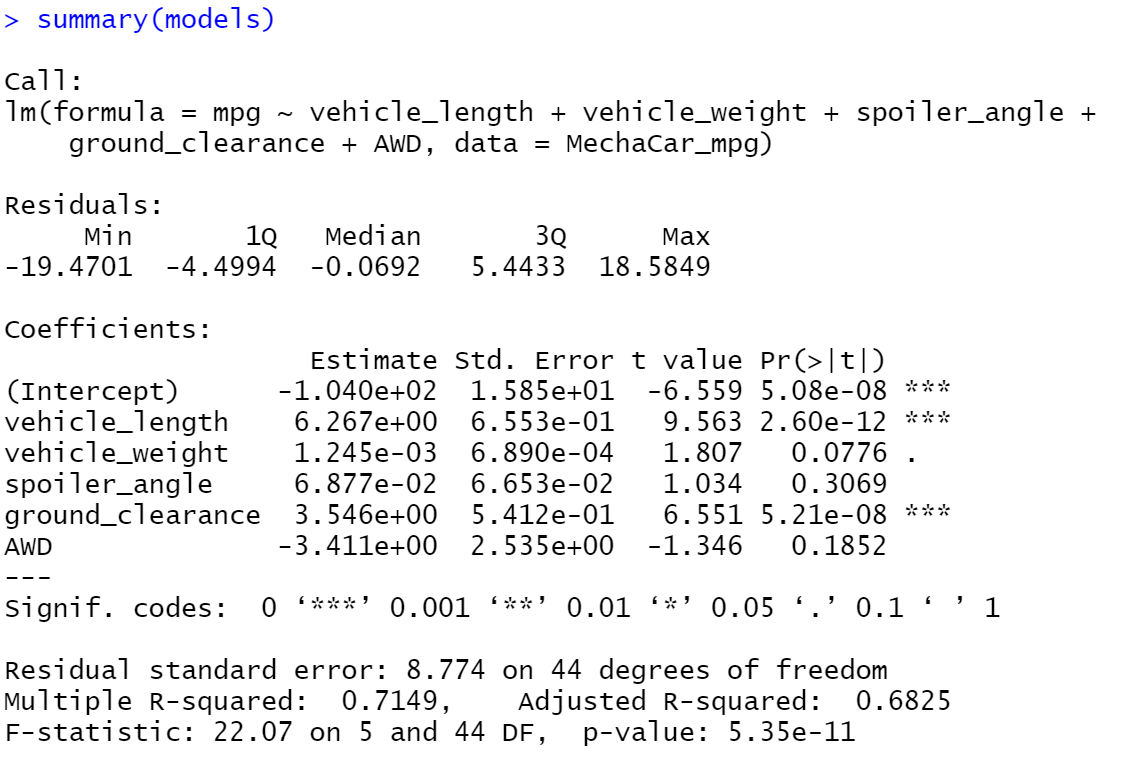 > summary(models)
Call:
lm(formula = mpg ~ vehicle_length + vehicle_weight + spoiler_angle +
    ground_clearance + AWD, data = MechaCar_mpg)
Residuals:
     Min       1Q   Median       3Q      Max
-19.4701  -4.4994  -0.0692   5.4433  18.5849
Coefficients:
                   Estimate Std. Error t value Pr(>|t|)
(Intercept)      -1.040e+02  1.585e+01  -6.559 5.08e-08 ***
vehicle_length    6.267e+00  6.553e-01   9.563 2.60e-12 ***
vehicle_weight    1.245e-03  6.890e-04   1.807   0.0776 .
spoiler_angle     6.877e-02  6.653e-02   1.034   0.3069
ground_clearance  3.546e+00  5.412e-01   6.551 5.21e-08 ***
AWD              -3.411e+00  2.535e+00  -1.346   0.1852
---
Signif. codes:  0 ‘***’ 0.001 ‘**’ 0.01 ‘*’ 0.05 ‘.’ 0.1 ‘ ’ 1
Residual standard error: 8.774 on 44 degrees of freedom
Multiple R-squared:  0.7149,    Adjusted R-squared:  0.6825
F-statistic: 22.07 on 5 and 44 DF,  p-value: 5.35e-11